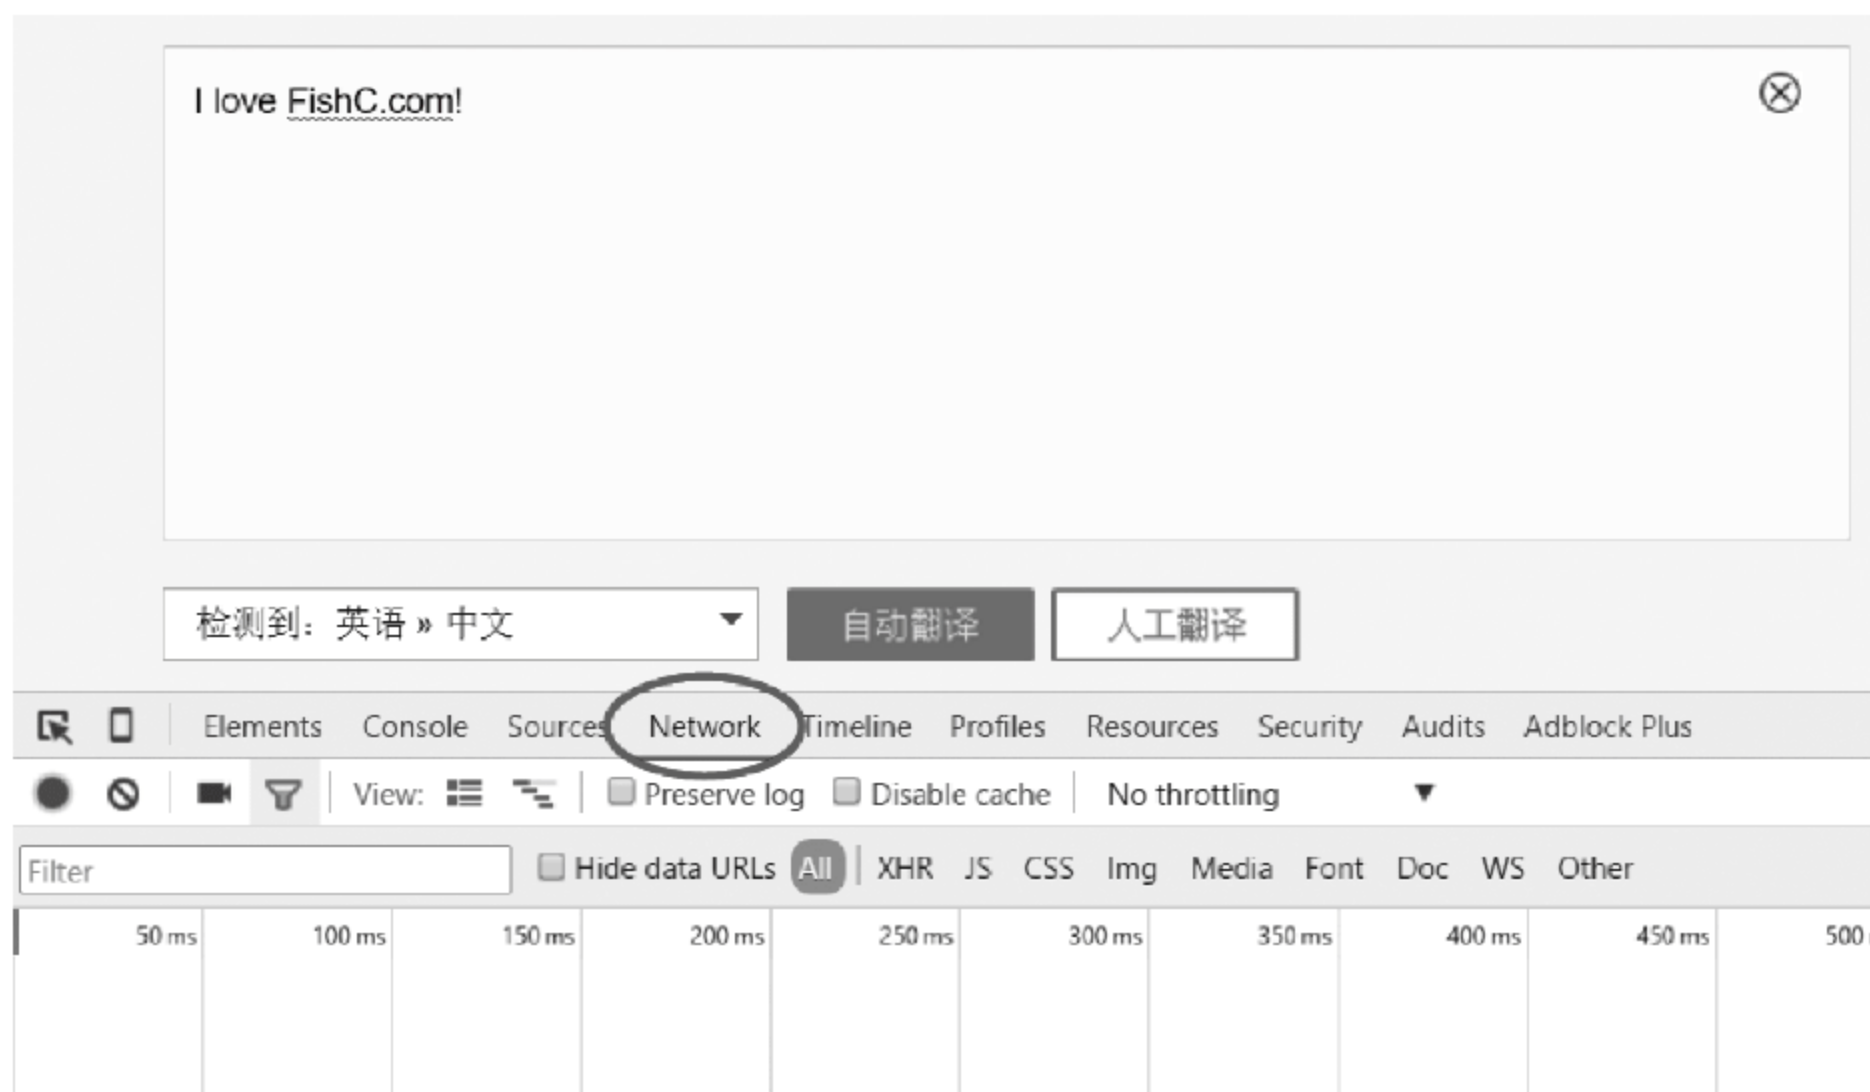 I love FishC.com!
检测到：英语 » 中文 自动翻译 人工翻译
Elements Console Sources Network Timeline Profiles Resources Security Audits Adblock Plus
View: Preserve log Disable cache No throttling
Filter Hide data URLs All XHR JS CSS Img Media Font Doc WS Other
50 ms 100 ms 150 ms 200 ms 250 ms 300 ms 350 ms 400 ms 450 ms 500